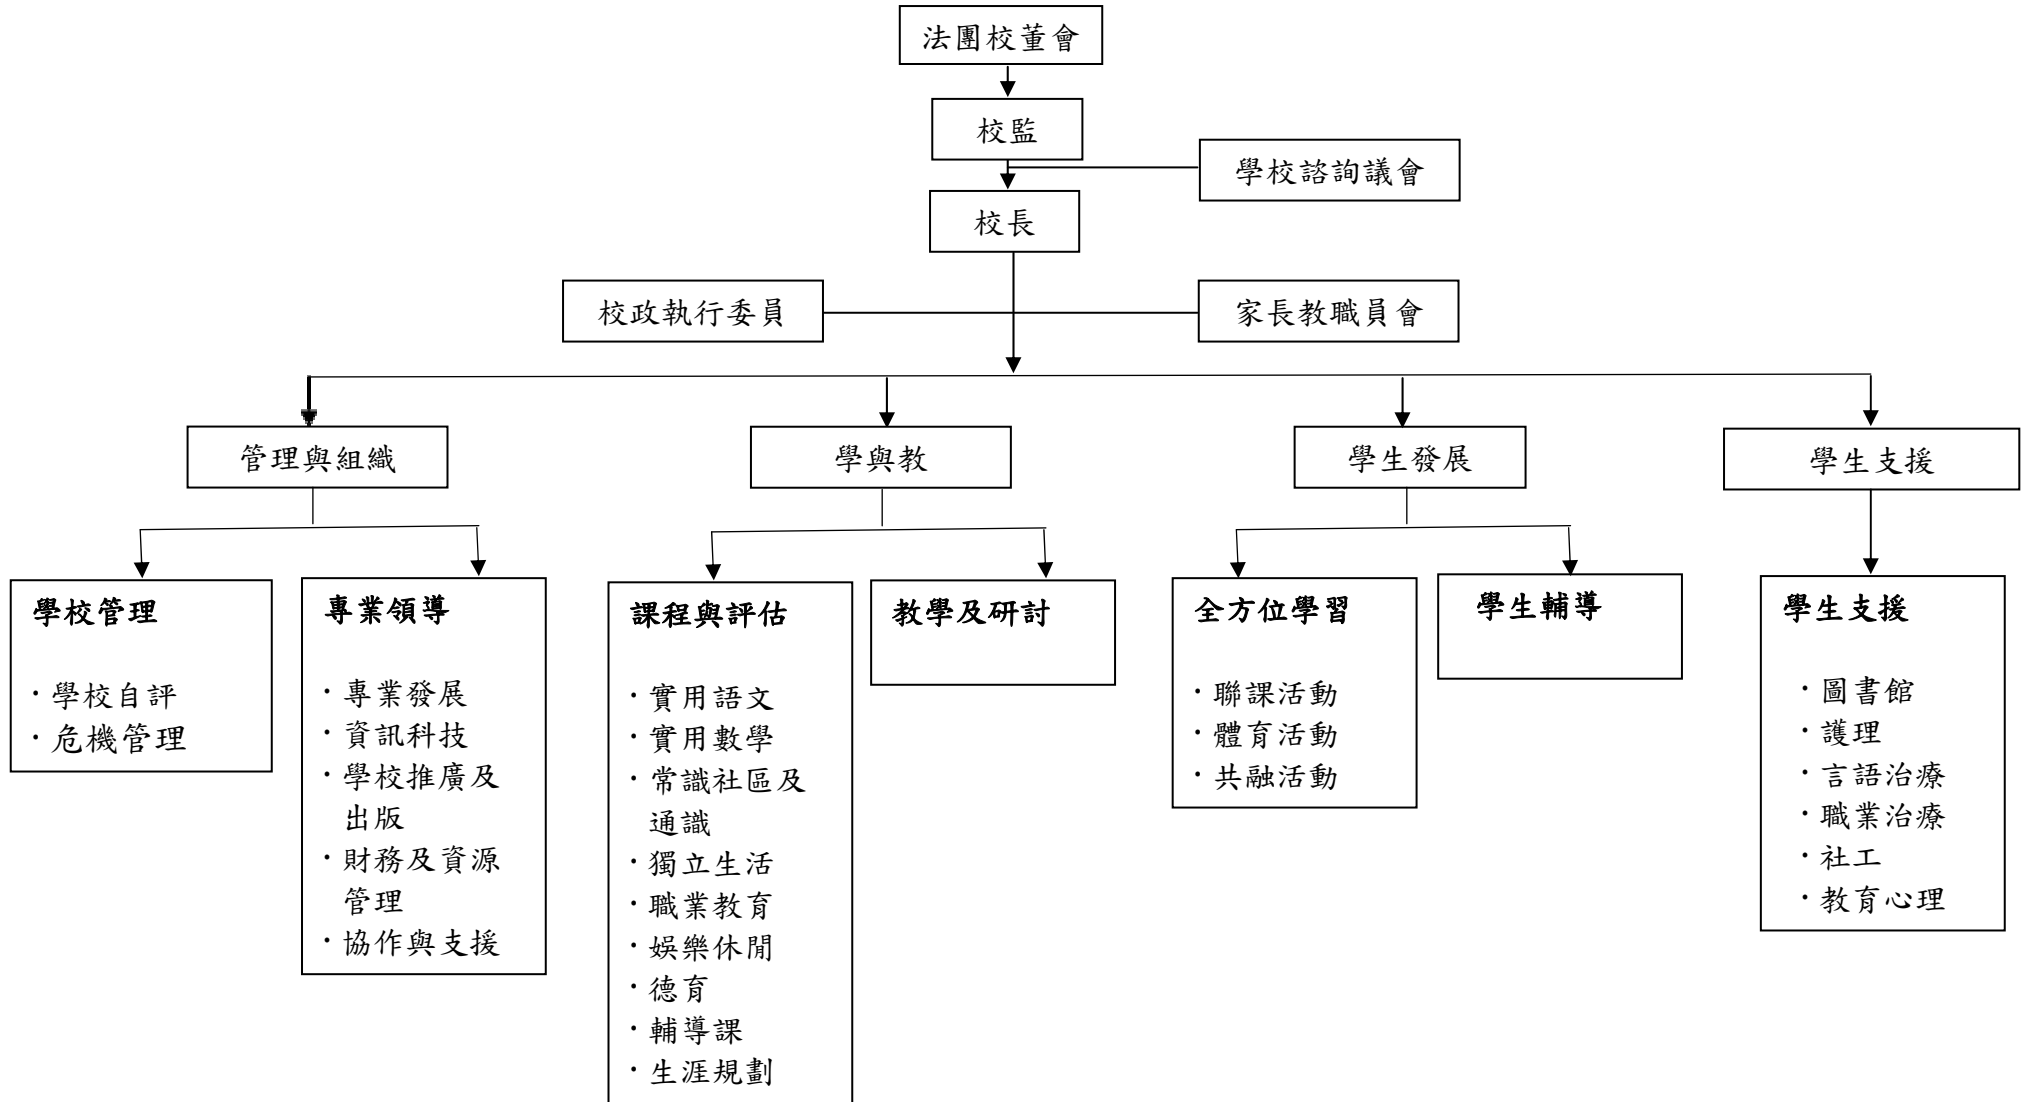 法團校董會
校監
學校諮詢議會
校長
校政執行委員
家長教職員會
管理與組織
學與教
學生發展
學生支援
學校管理
・學校自評
・危機管理
專業領導
・專業發展
・資訊科技
・學校推廣及
出版
・財務及資源
管理
・協作與支援
課程與評估
・實用語文
・實用數學
・常識社區及
通識
・獨立生活
・職業教育
・娛樂休閒
・德育
・輔導課
・生涯規劃
教學及研討
全方位學習
・聯課活動
・體育活動
・共融活動
學生輔導
學生支援
・圖書館
・護理
・言語治療
・職業治療
・社工
・教育心理